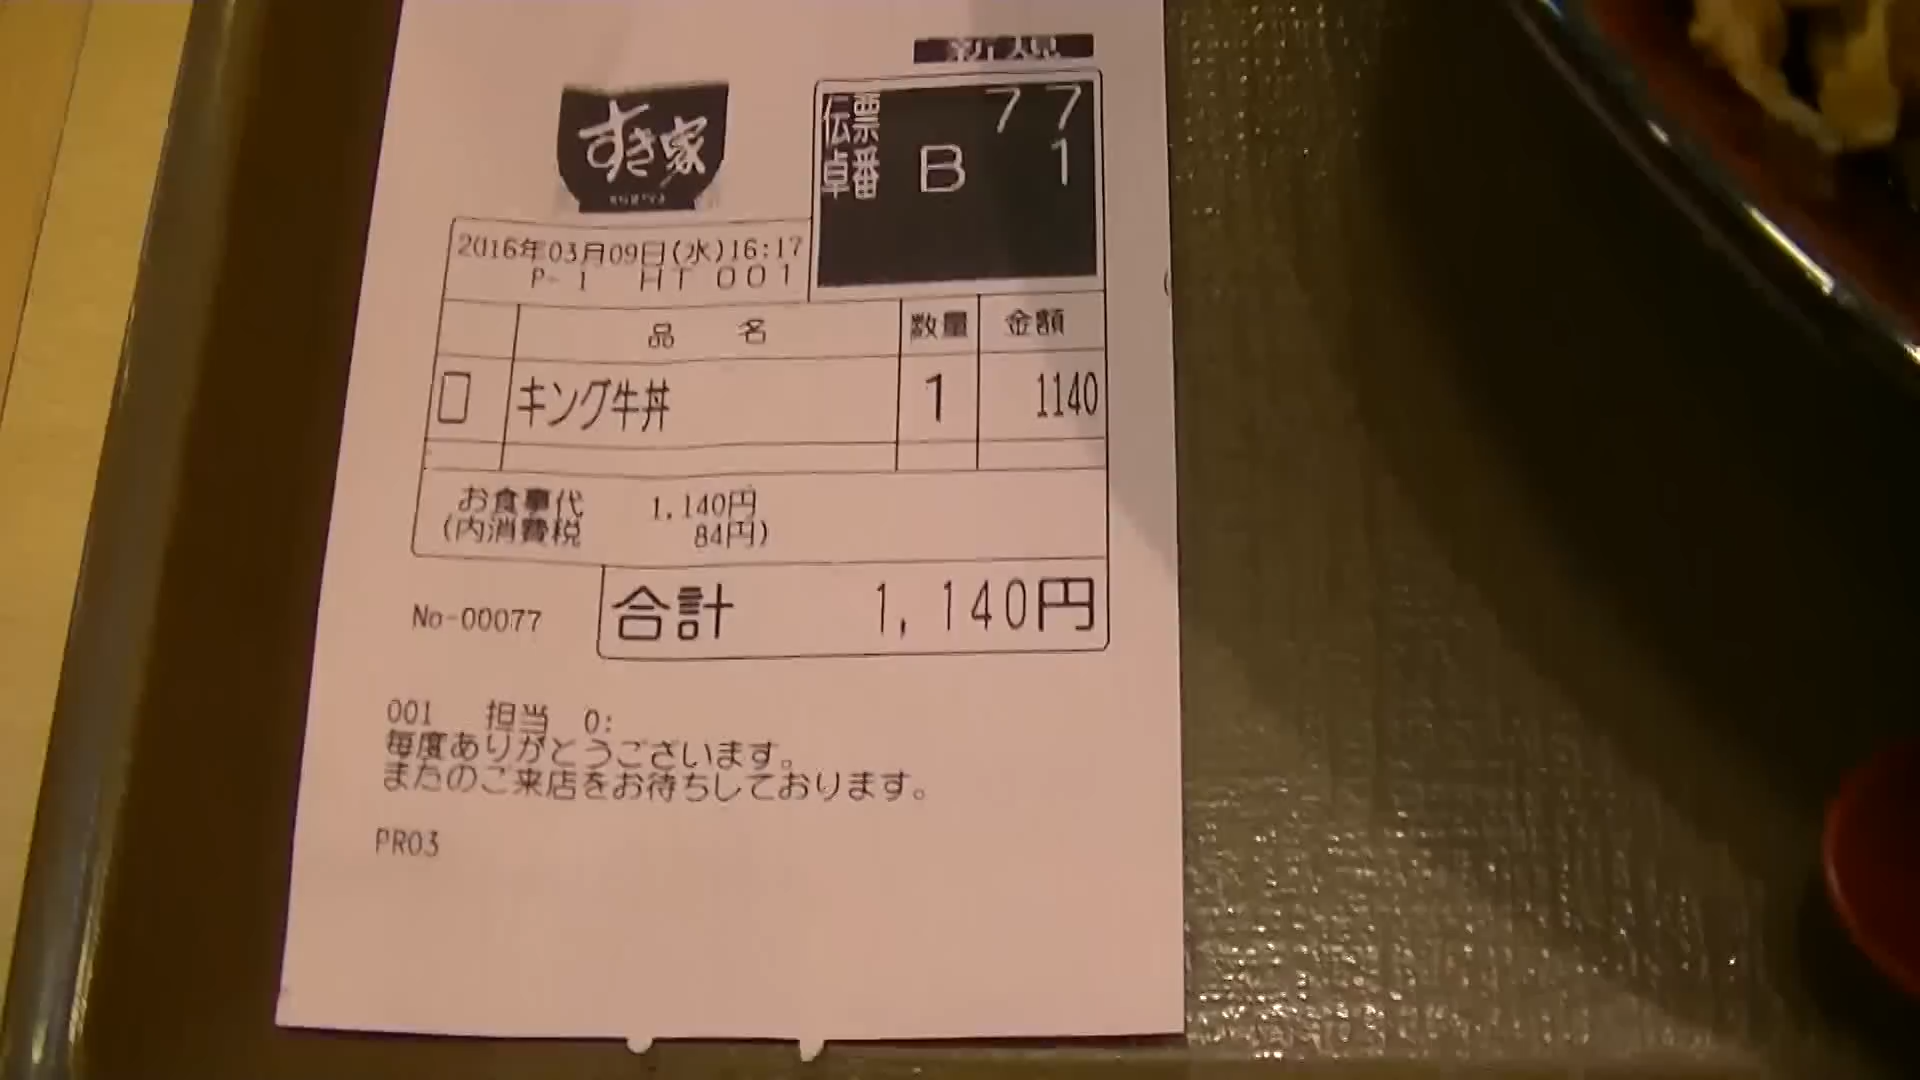 新規
すき家
SUKIYA
伝票 77
卓番 B 1
2016年03月09日(水)16:17
P-1 HT 001
品 名 数量 金額
キング牛丼 1 1140
お食事代 1,140円
(内消費税 84円)
合計 1,140円
No-00077
001 担当 0:
毎度ありがとうございます。
またのご来店をお待ちしております。
PR03